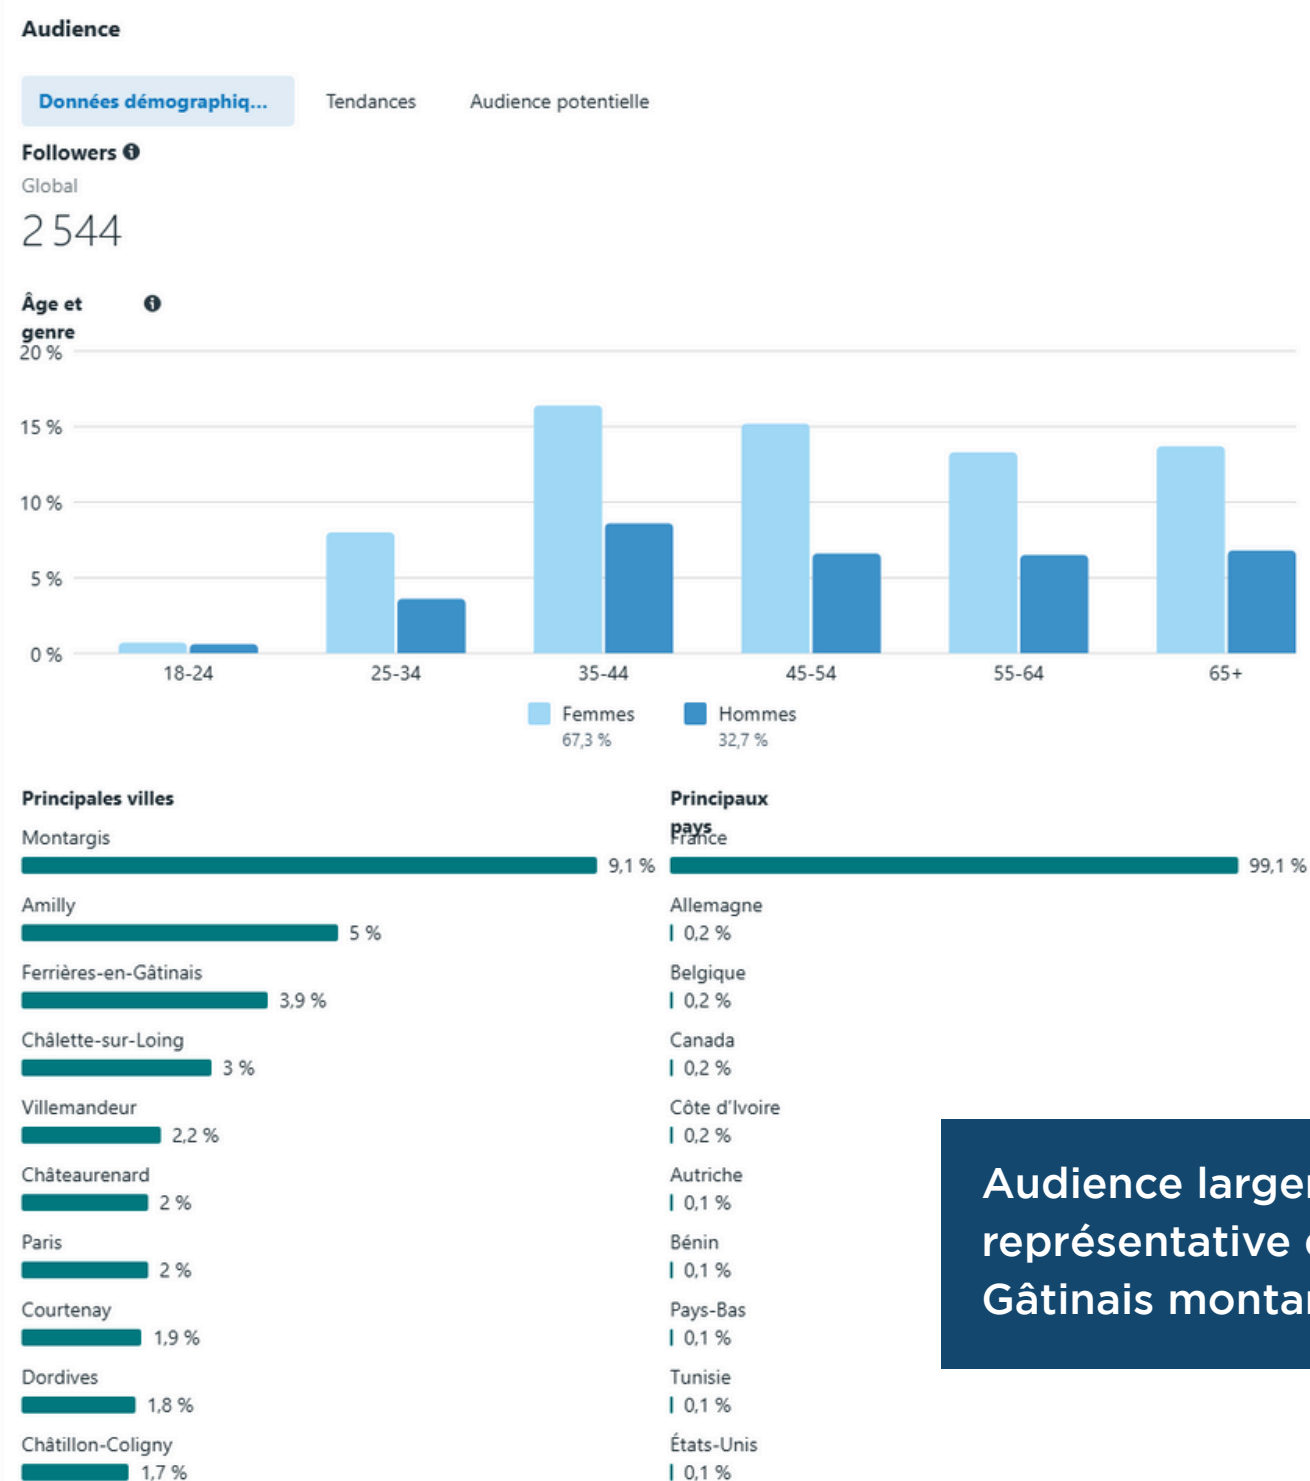 Audience
Données démographiq...
Tendances
Audience potentielle
Followers
Global
2 544
Âge et
genre
20 %
15 %
10 %
5 %
0 %
18-24
25-34
35-44
45-54
55-64
65+
Femmes
67,3 %
Hommes
32,7 %
Principales villes
Montargis
9,1 %
Amilly
5 %
Ferrières-en-Gâtinais
3,9 %
Châlette-sur-Loing
3 %
Villemandeur
2,2 %
Châteaurenard
2 %
Paris
2 %
Courtenay
1,9 %
Dordives
1,8 %
Châtillon-Coligny
1,7 %
Principaux
pays
France
99,1 %
Allemagne
0,2 %
Belgique
0,2 %
Canada
0,2 %
Côte d'Ivoire
0,2 %
Autriche
0,1 %
Bénin
0,1 %
Pays-Bas
0,1 %
Tunisie
0,1 %
États-Unis
0,1 %
Audience
représentative
Gâtinais